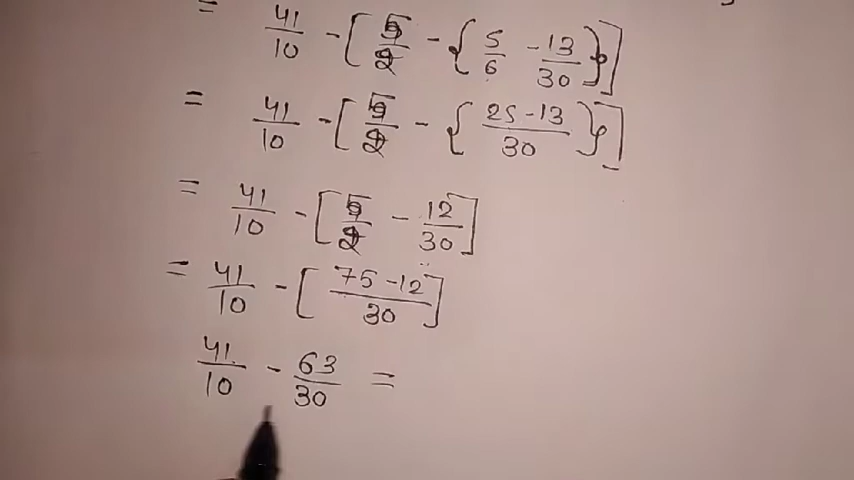 = 41/10 - [5/2 - {5/6 - 13/30}]
= 41/10 - [5/2 - {25-13/30}]
= 41/10 - [5/2 - 12/30]
= 41/10 - [75-12/30]
41/10 - 63/30 =